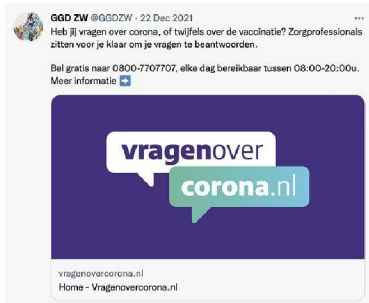 GGD ZW @GGDZW · 22 Dec 2021
Heb jij vragen over corona, of twijfels over de vaccinatie? Zorgprofessionals
zitten voor je klaar om je vragen te beantwoorden.
Bel gratis naar 0800-7707707, elke dag bereikbaar tussen 08:00-20:00u.
Meer informatie ➡️
vragenover
corona.nl
vragenovercorona.nl
Home - Vragenovercorona.nl